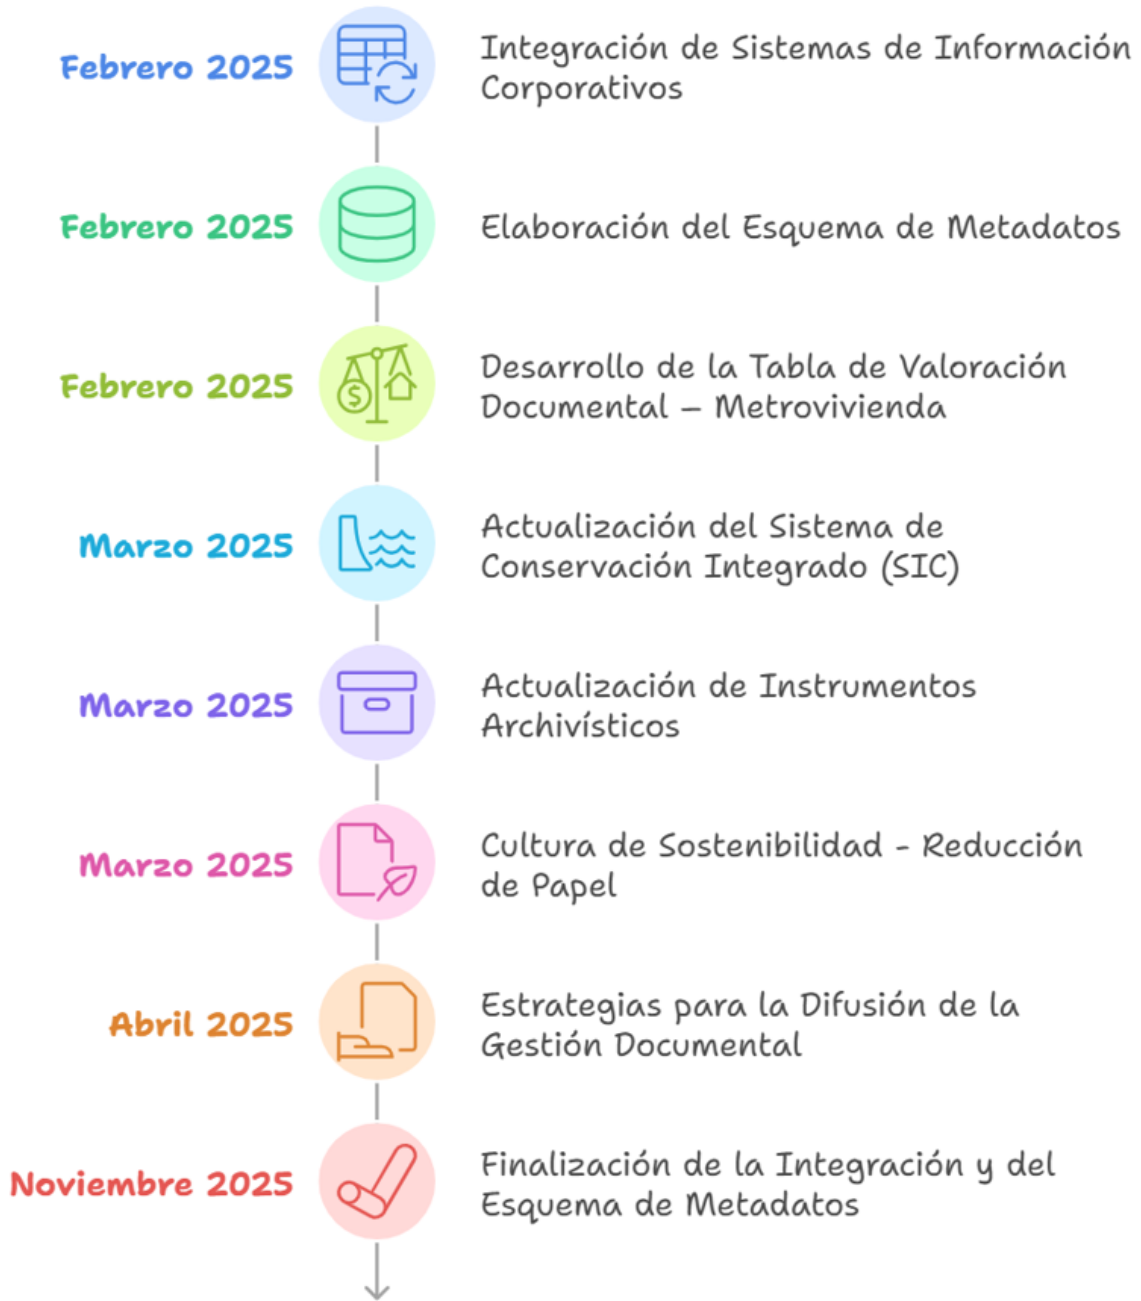 Febrero 2025
Integración de Sistemas de Información
Corporativos
Febrero 2025
Elaboración del Esquema de Metadatos
Febrero 2025
$
Desarrollo de la Tabla de Valoración
Documental – Metrovivienda
Marzo 2025
Actualización del Sistema de
Conservación Integrado (SIC)
Marzo 2025
Actualización de Instrumentos
Archivísticos
Marzo 2025
Cultura de Sostenibilidad - Reducción
de Papel
Abril 2025
Estrategias para la Difusión de la
Gestión Documental
Noviembre 2025
Finalización de la Integración y del
Esquema de Metadatos